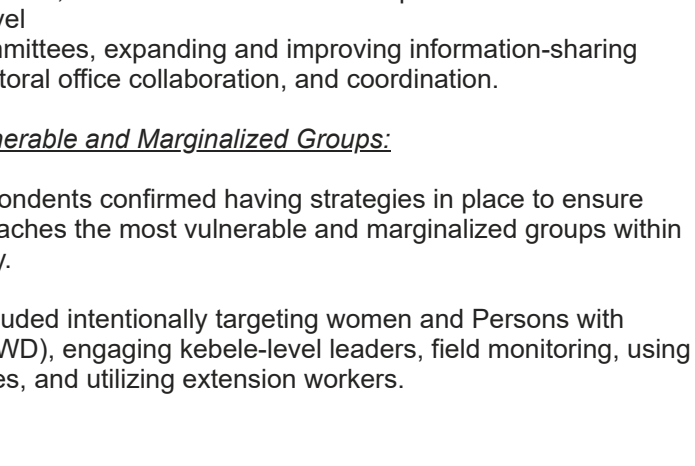 vel
mmittees, expanding and improving information-sharing
toral office collaboration, and coordination.
nerable and Marginalized Groups:
ondents confirmed having strategies in place to ensure
aches the most vulnerable and marginalized groups within
y.
uded intentionally targeting women and Persons with
WD), engaging kebele-level leaders, field monitoring, using
es, and utilizing extension workers.